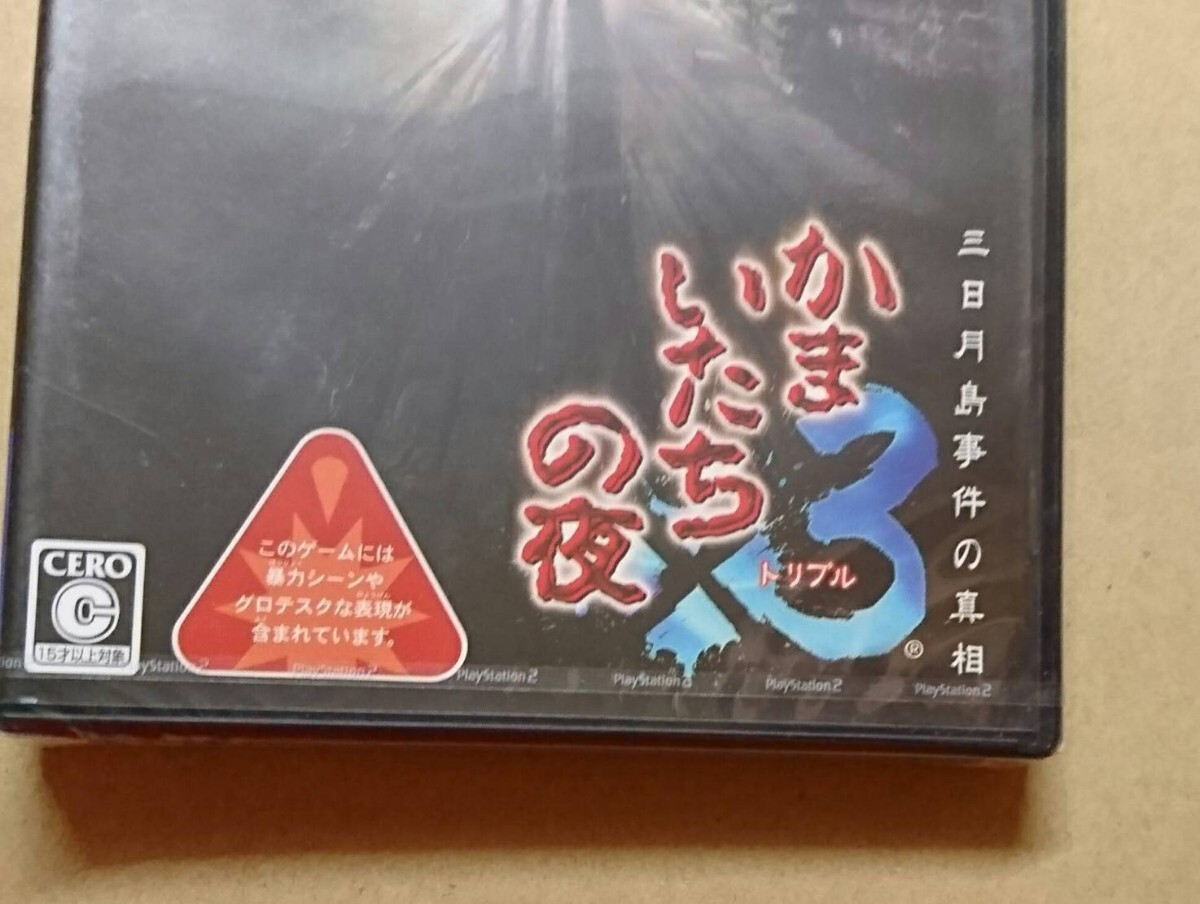 三日月島事件の真相
かま
いたち
の夜
×3
トリプル
®
このゲームには
暴力シーンや
グロテスクな表現が
含まれています。
CERO
C
15才以上対象
PlayStation 2
PlayStation 2
PlayStation 2
PlayStation 2
PlayStation 2
PlayStation 2